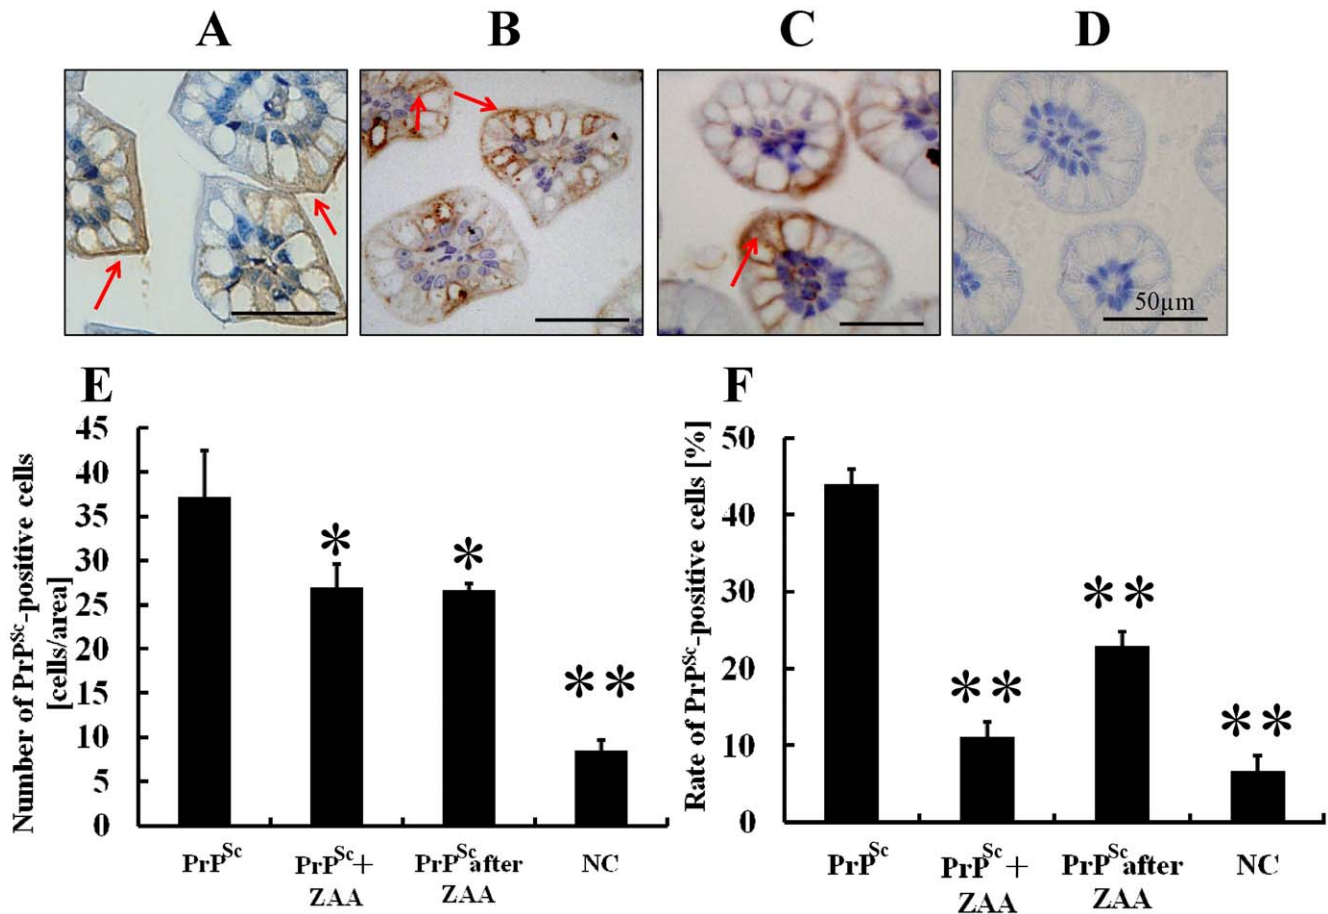 A B C D
50µm
E
Number of PrPSc-positive cells
[cells/area]
45
40
35
30
25
20
15
10
5
0
PrPSc PrPSc+ PrPSc after NC
ZAA ZAA
**
*
*
F
Rate of PrPSc-positive cells [%]
50
40
30
20
10
0
PrPSc PrPSc+ PrPSc after NC
ZAA ZAA
**
**
**